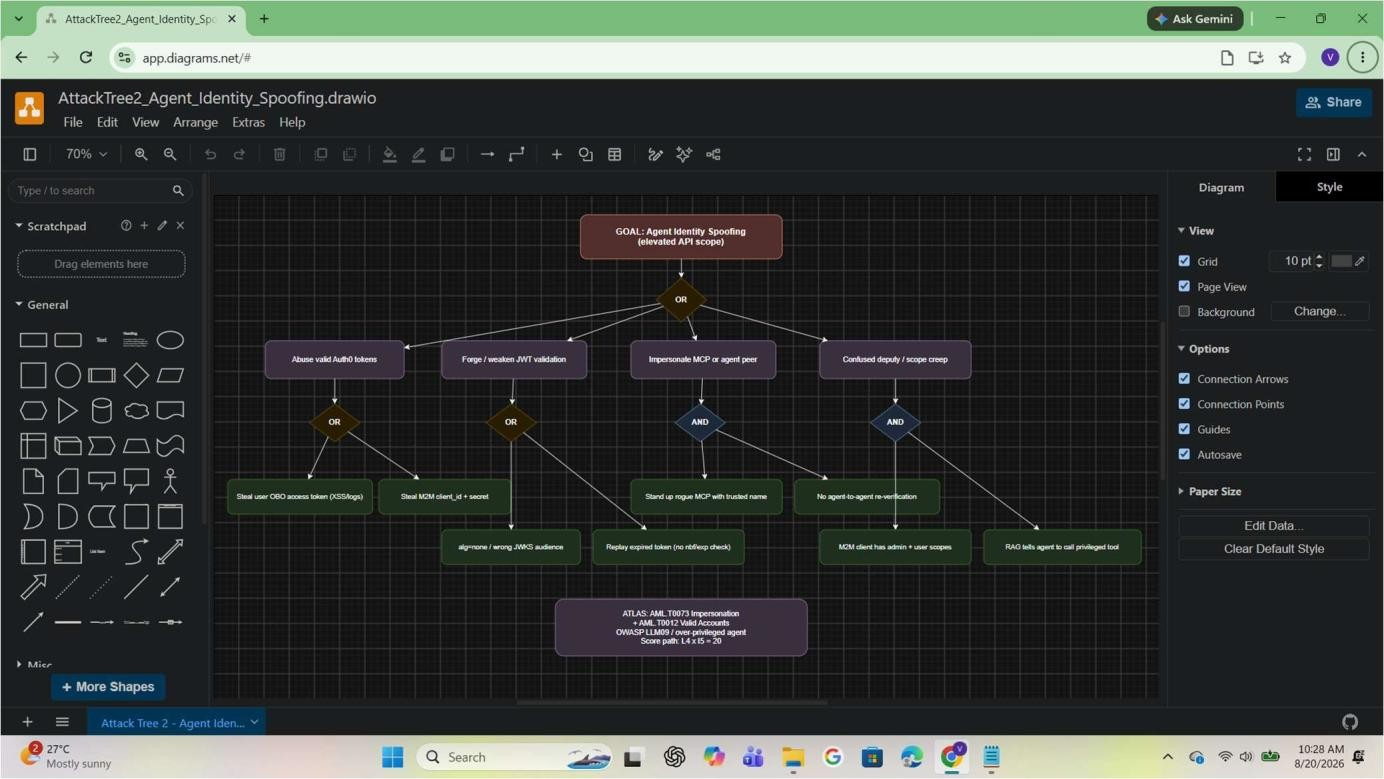 AttackTree2_Agent_Identity_Spo
Ask Gemini
app.diagrams.net/#
V
AttackTree2_Agent_Identity_Spoofing.drawio
File Edit View Arrange Extras Help
Share
70%
Type / to search
Scratchpad
Drag elements here
General
Text
Heading
List Item
Misc
+ More Shapes
GOAL: Agent Identity Spoofing
(elevated API scope)
OR
Abuse valid Auth0 tokens
Forge / weaken JWT validation
Impersonate MCP or agent peer
Confused deputy / scope creep
OR
OR
AND
AND
Steal user OBO access token (XSS/logs)
Steal M2M client_id + secret
Stand up rogue MCP with trusted name
No agent-to-agent re-verification
alg=none / wrong JWKS audience
Replay expired token (no nbf/exp check)
M2M client has admin + user scopes
RAG tells agent to call privileged tool
ATLAS: AML.T0073 Impersonation
+ AML.T0012 Valid Accounts
OWASP LLM09 / over-privileged agent
Score path: L4 x I5 = 20
Diagram Style
View
Grid 10 pt
Page View
Background Change...
Options
Connection Arrows
Connection Points
Guides
Autosave
Paper Size
Edit Data...
Clear Default Style
Attack Tree 2 - Agent Iden...
2
27°C
Mostly sunny
Search
V
10:28 AM
8/20/2026